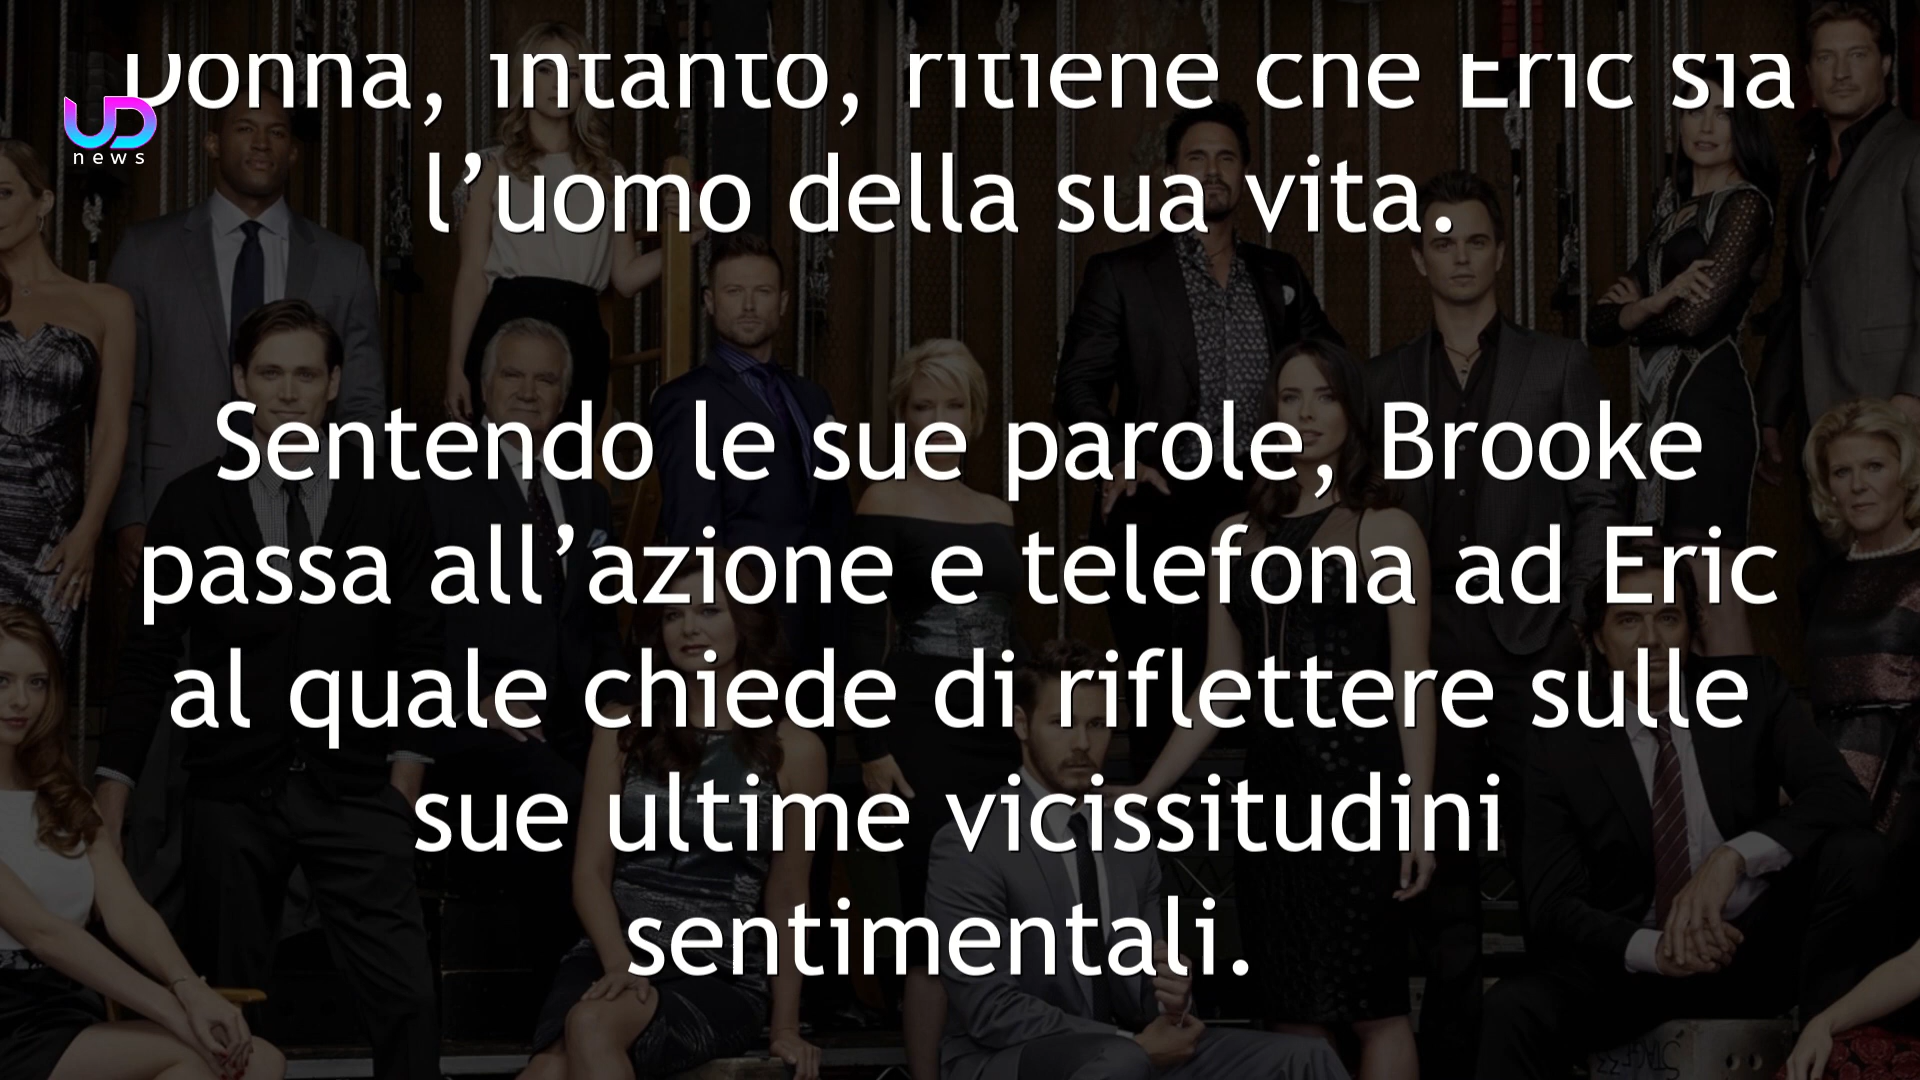 Donna, intanto, ritiene che Eric sia
l’uomo della sua vita.
UD
news
Sentendo le sue parole, Brooke
passa all’azione e telefona ad Eric
al quale chiede di riflettere sulle
sue ultime vicissitudini
sentimentali.